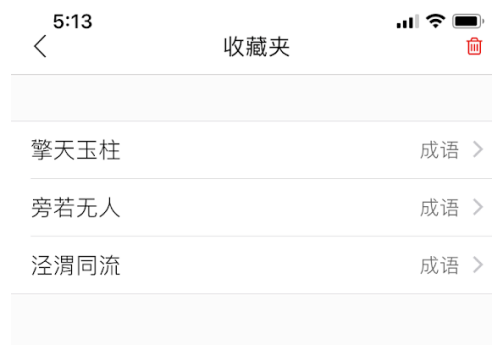 5:13
收藏夹
擎天玉柱 成语
旁若无人 成语
泾渭同流 成语